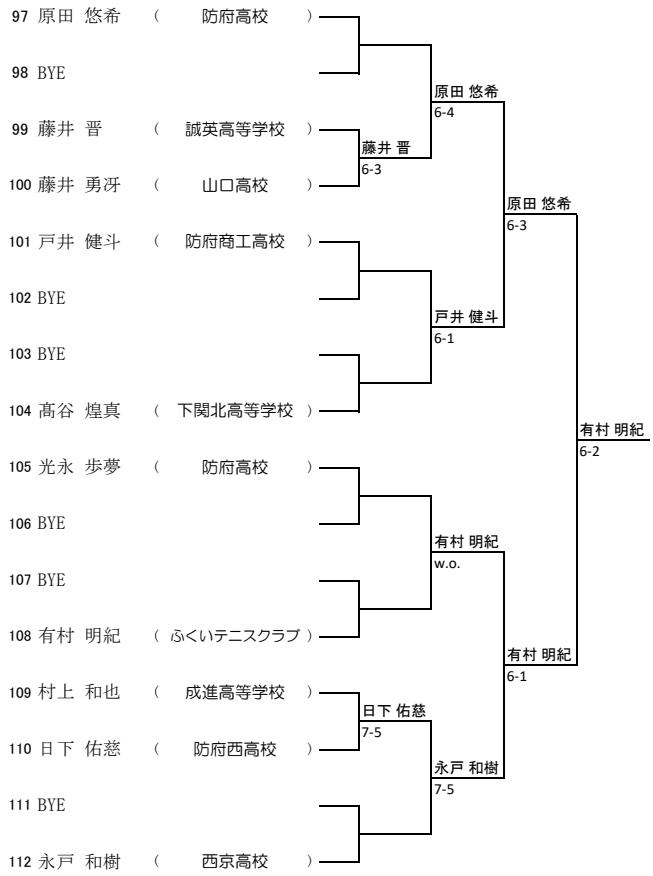 97 原田 悠希 ( 防府高校 )
98 BYE
原田 悠希
6-4
99 藤井 晋 ( 誠英高等学校 )
藤井 晋
6-3
100 藤井 勇冴 ( 山口高校 )
原田 悠希
6-3
101 戸井 健斗 ( 防府商工高校 )
102 BYE
戸井 健斗
6-1
103 BYE
104 髙谷 煌真 ( 下関北高等学校 )
有村 明紀
6-2
105 光永 歩夢 ( 防府高校 )
106 BYE
有村 明紀
w.o.
107 BYE
108 有村 明紀 ( ふくいテニスクラブ )
有村 明紀
6-1
109 村上 和也 ( 成進高等学校 )
日下 佑慈
7-5
110 日下 佑慈 ( 防府西高校 )
永戸 和樹
7-5
111 BYE
112 永戸 和樹 ( 西京高校 )